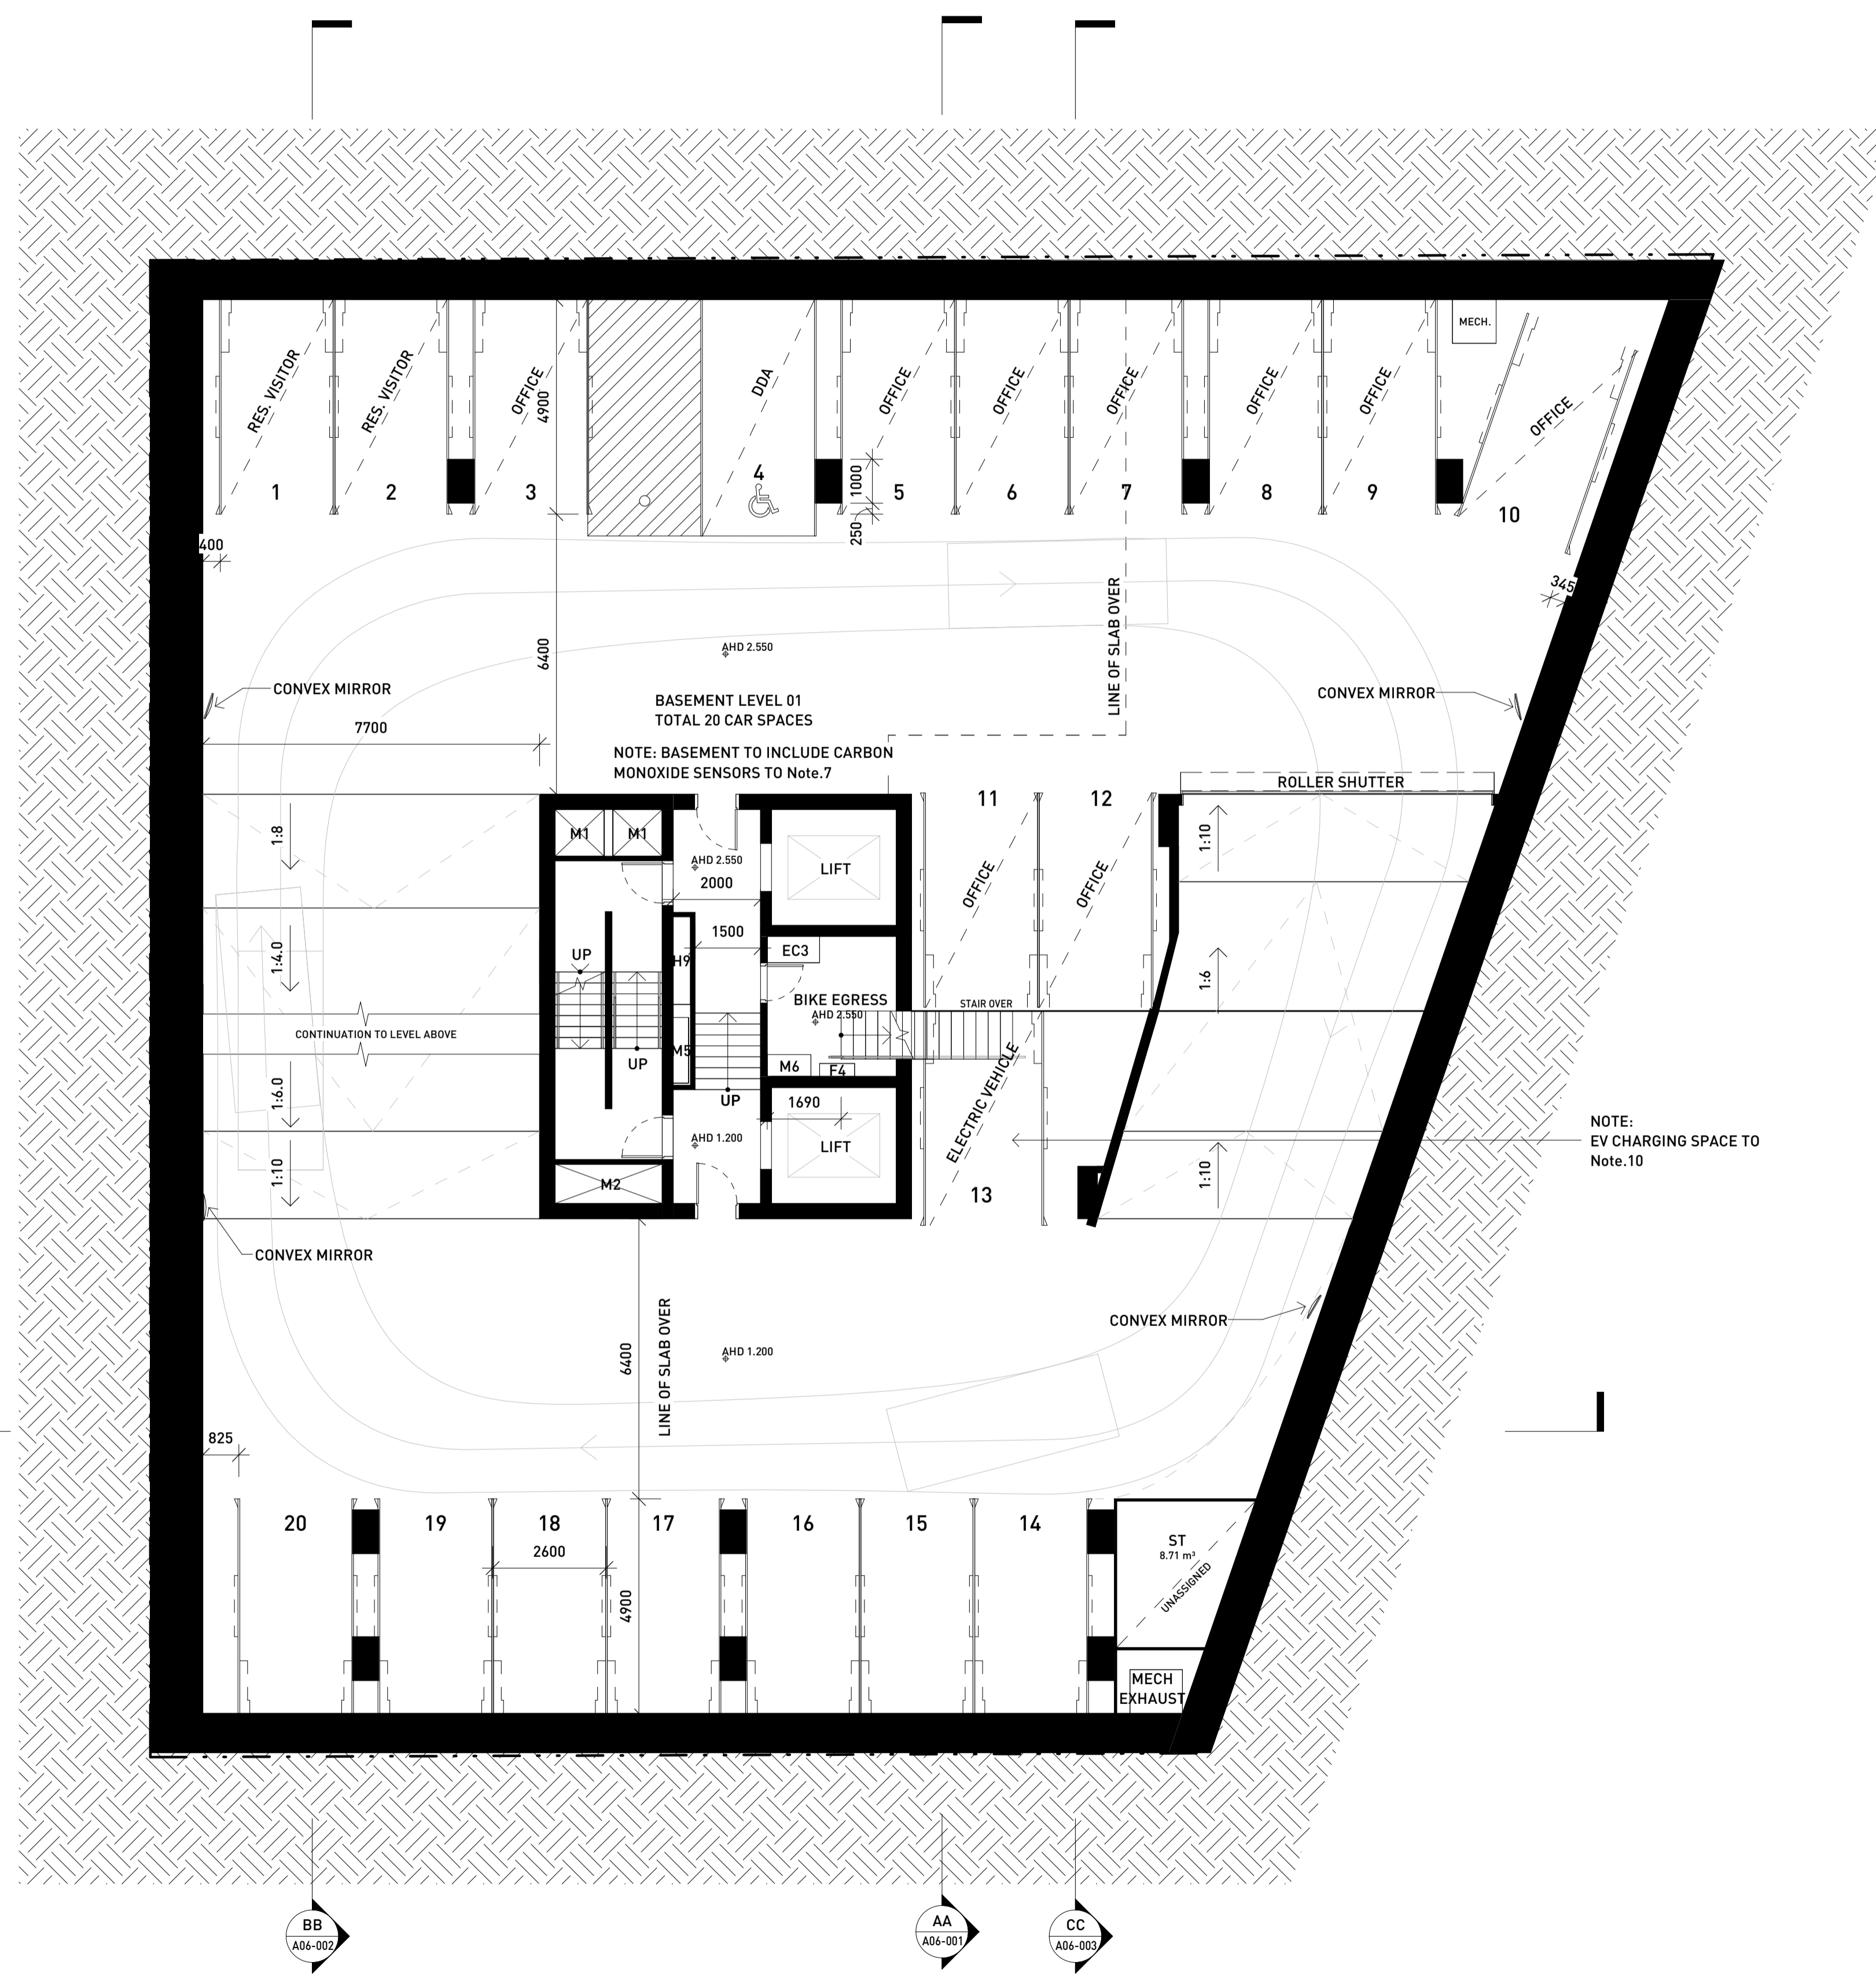 MECH.
RES. VISITOR
RES. VISITOR
OFFICE
4900
DDA
OFFICE
OFFICE
OFFICE
OFFICE
OFFICE
OFFICE
1
2
3
4
1000
5
6
7
8
9
10
250
400
345
6400
AHD 2.550
LINE OF SLAB OVER
CONVEX MIRROR
7700
BASEMENT LEVEL 01
TOTAL 20 CAR SPACES
CONVEX MIRROR
NOTE: BASEMENT TO INCLUDE CARBON
MONOXIDE SENSORS TO Note.7
ROLLER SHUTTER
11
12
1:8
M1
M1
AHD 2.550
2000
LIFT
OFFICE
OFFICE
1:10
1:4.0
UP
H9
1500
EC3
1:6
BIKE EGRESS
AHD 2.550
STAIR OVER
CONTINUATION TO LEVEL ABOVE
UP
M5
M6
F4
ELECTRIC VEHICLE
1:6.0
UP
1690
NOTE:
EV CHARGING SPACE TO
Note.10
AHD 1.200
LIFT
1:10
1:10
M2
13
CONVEX MIRROR
CONVEX MIRROR
6400
LINE OF SLAB OVER
AHD 1.200
825
20
19
18
17
16
15
14
2600
4900
ST
8.71 m³
UNASSIGNED
MECH
EXHAUST
BB
A06-002
AA
A06-001
CC
A06-003